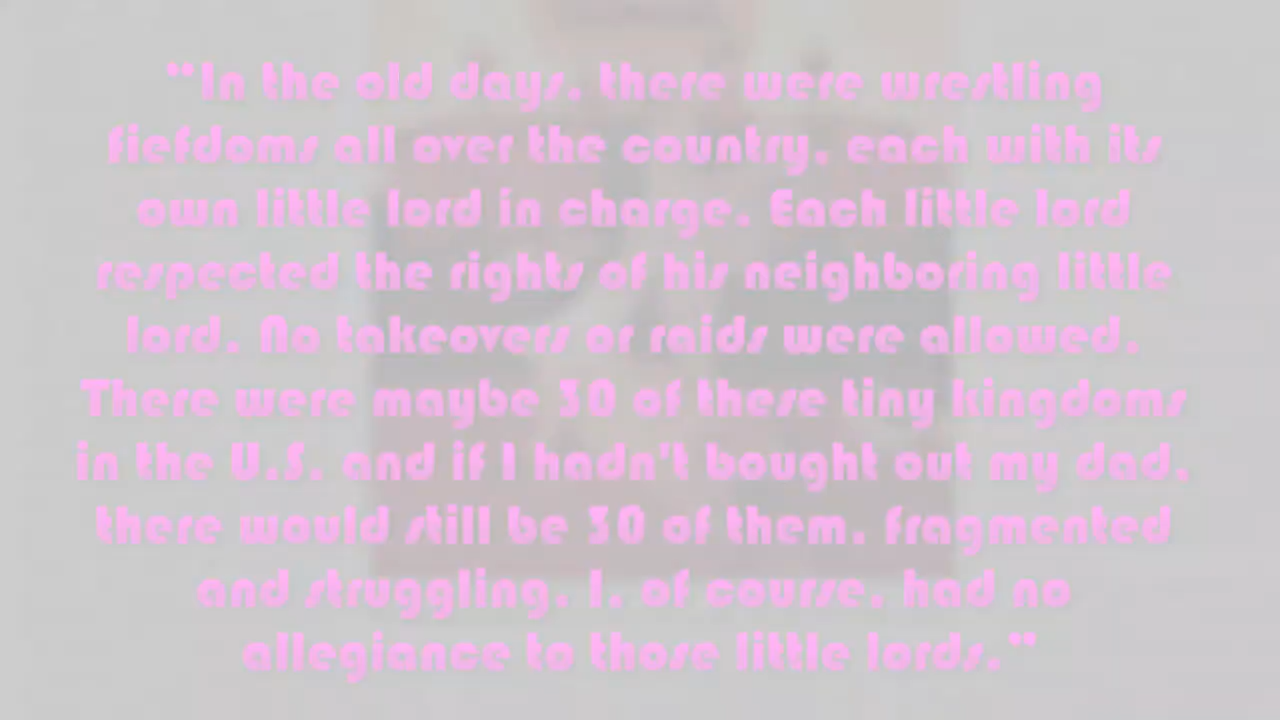 “In the old days, there were wrestling
fiefdoms all over the country, each with its
own little lord in charge. Each little lord
respected the rights of his neighboring little
lord. No takeovers or raids were allowed.
There were maybe 30 of these tiny kingdoms
in the U.S. and if I hadn't bought out my dad,
there would still be 30 of them, fragmented
and struggling. I, of course, had no
allegiance to those little lords.”